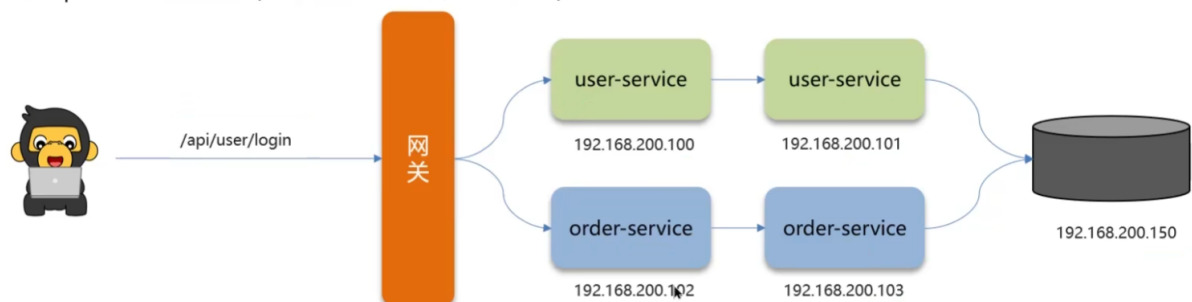 /api/user/login
网
关
user-service
user-service
192.168.200.100
192.168.200.101
order-service
order-service
192.168.200.102
192.168.200.103
192.168.200.150